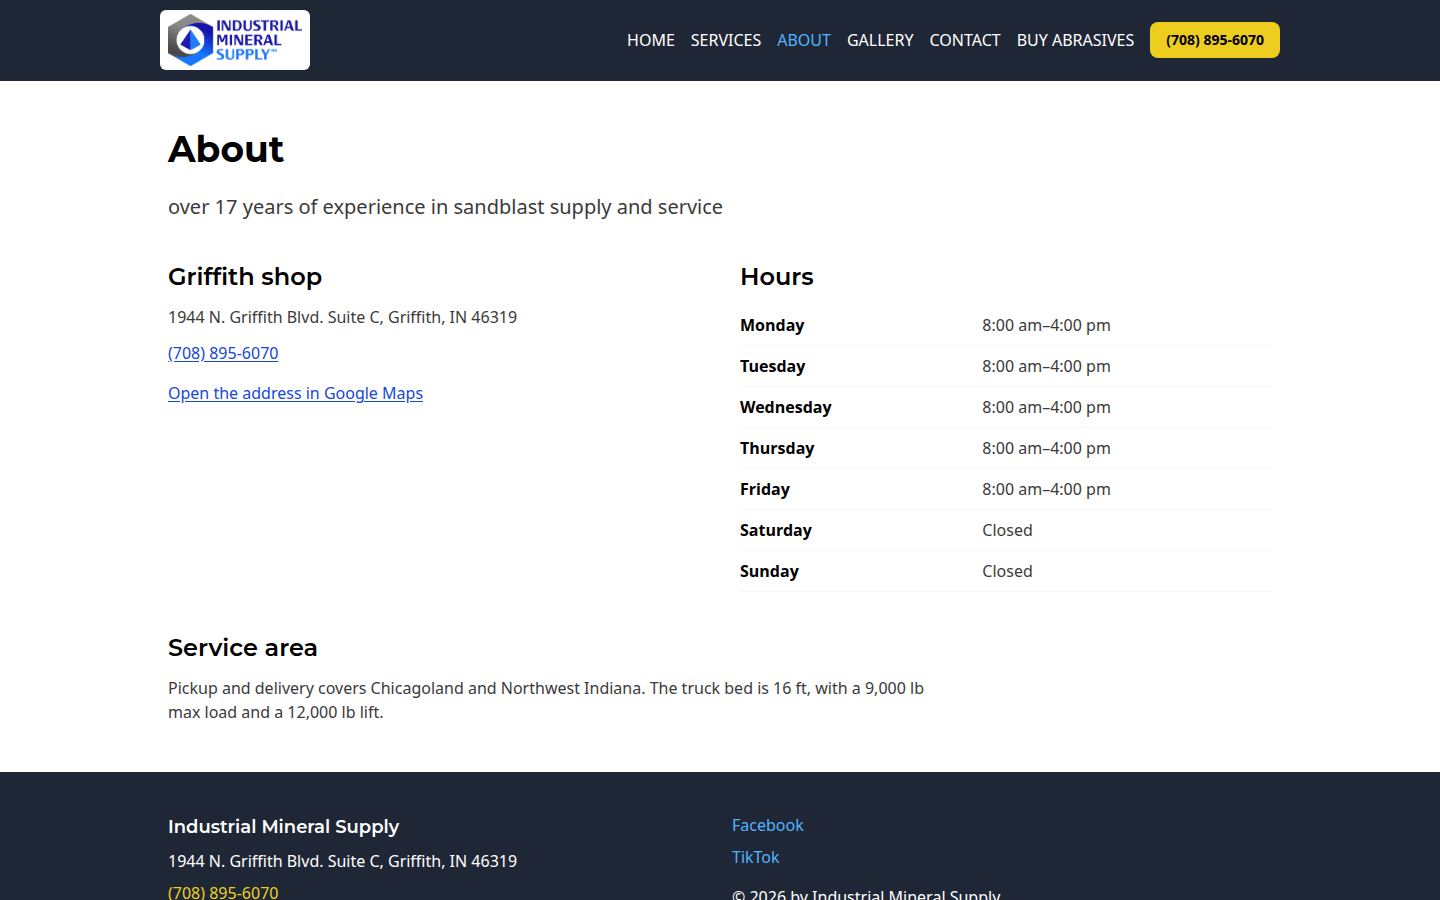 INDUSTRIAL
MINERAL
SUPPLY™
HOME SERVICES ABOUT GALLERY CONTACT BUY ABRASIVES (708) 895-6070
About
over 17 years of experience in sandblast supply and service
Griffith shop
1944 N. Griffith Blvd. Suite C, Griffith, IN 46319
(708) 895-6070
Open the address in Google Maps
Hours
Monday 8:00 am–4:00 pm
Tuesday 8:00 am–4:00 pm
Wednesday 8:00 am–4:00 pm
Thursday 8:00 am–4:00 pm
Friday 8:00 am–4:00 pm
Saturday Closed
Sunday Closed
Service area
Pickup and delivery covers Chicagoland and Northwest Indiana. The truck bed is 16 ft, with a 9,000 lb
max load and a 12,000 lb lift.
Industrial Mineral Supply
1944 N. Griffith Blvd. Suite C, Griffith, IN 46319
(708) 895-6070
Facebook
TikTok
© 2026 by Industrial Mineral Supply